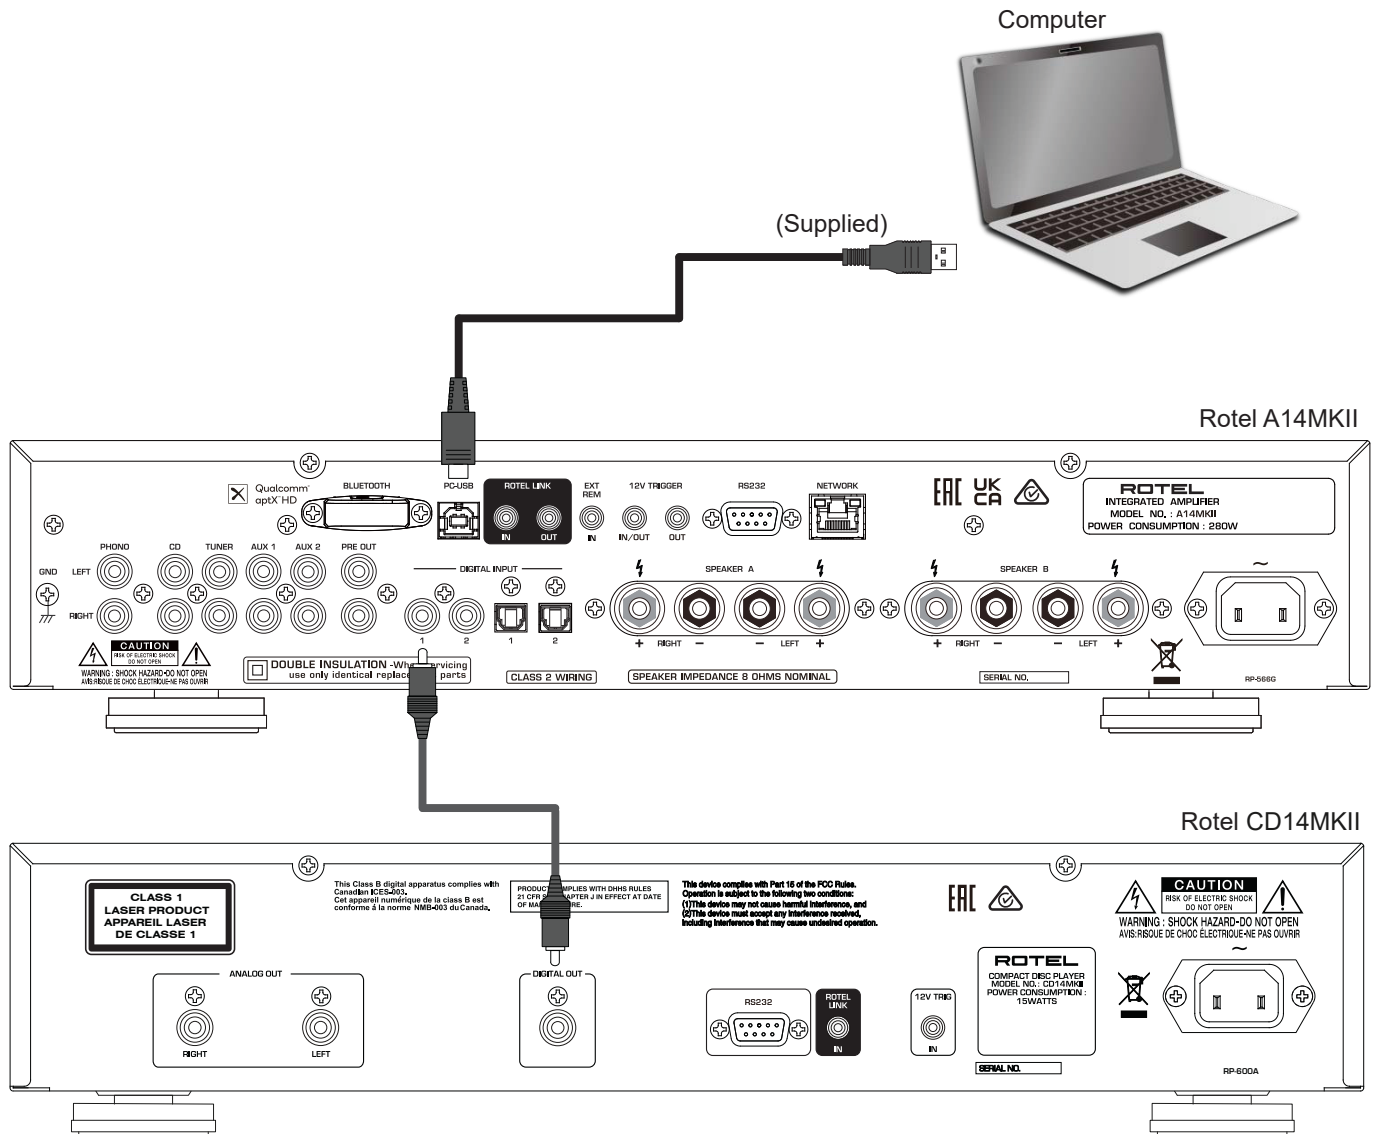 Computer
(Supplied)
Rotel A14MKII
Qualcomm
aptX HD
BLUETOOTH
PC-USB
ROTEL LINK
IN
OUT
EXT
REM
IN
12V TRIGGER
IN/OUT
OUT
RS232
NETWORK
EAC
UK
CA
ROTEL
INTEGRATED AMPLIFIER
MODEL NO. : A14MKII
POWER CONSUMPTION : 280W
PHONO
CD
TUNER
AUX 1
AUX 2
PRE OUT
GND
LEFT
RIGHT
DIGITAL INPUT
1
2
1
2
SPEAKER A
+ RIGHT – – LEFT +
SPEAKER B
+ RIGHT – – LEFT +
~
CAUTION
RISK OF ELECTRIC SHOCK
DO NOT OPEN
WARNING : SHOCK HAZARD-DO NOT OPEN
AVIS:RISQUE DE CHOC ÉLECTRIQUE-NE PAS OUVRIR
DOUBLE INSULATION -When servicing
use only identical replac parts
CLASS 2 WIRING
SPEAKER IMPEDANCE 8 OHMS NOMINAL
SERIAL NO.
RP-566G
Rotel CD14MKII
CLASS 1
LASER PRODUCT
APPAREIL LASER
DE CLASSE 1
This Class B digital apparatus complies with
Canadian ICES-003.
Cet appareil numérique de la class B est
conforme á la norme NMB-003 du Canada.
PRODUCT MPLIES WITH DHHS RULES
21 CFR S APTER J IN EFFECT AT DATE
OF MA RE.
This device complies with Part 15 of the FCC Rules.
Operation is subject to the following two conditions:
(1)This device may not cause harmful interference, and
(2)This device must accept any interference received,
including interference that may cause undesired operation.
EAC
CAUTION
RISK OF ELECTRIC SHOCK
DO NOT OPEN
WARNING : SHOCK HAZARD-DO NOT OPEN
AVIS:RISQUE DE CHOC ÉLECTRIQUE-NE PAS OUVRIR
~
ANALOG OUT
RIGHT
LEFT
DIGITAL OUT
RS232
ROTEL
LINK
IN
12V TRIG
IN
ROTEL
COMPACT DISC PLAYER
MODEL NO. : CD14MKII
POWER CONSUMPTION :
15WATTS
SERIAL NO.
RP-600A